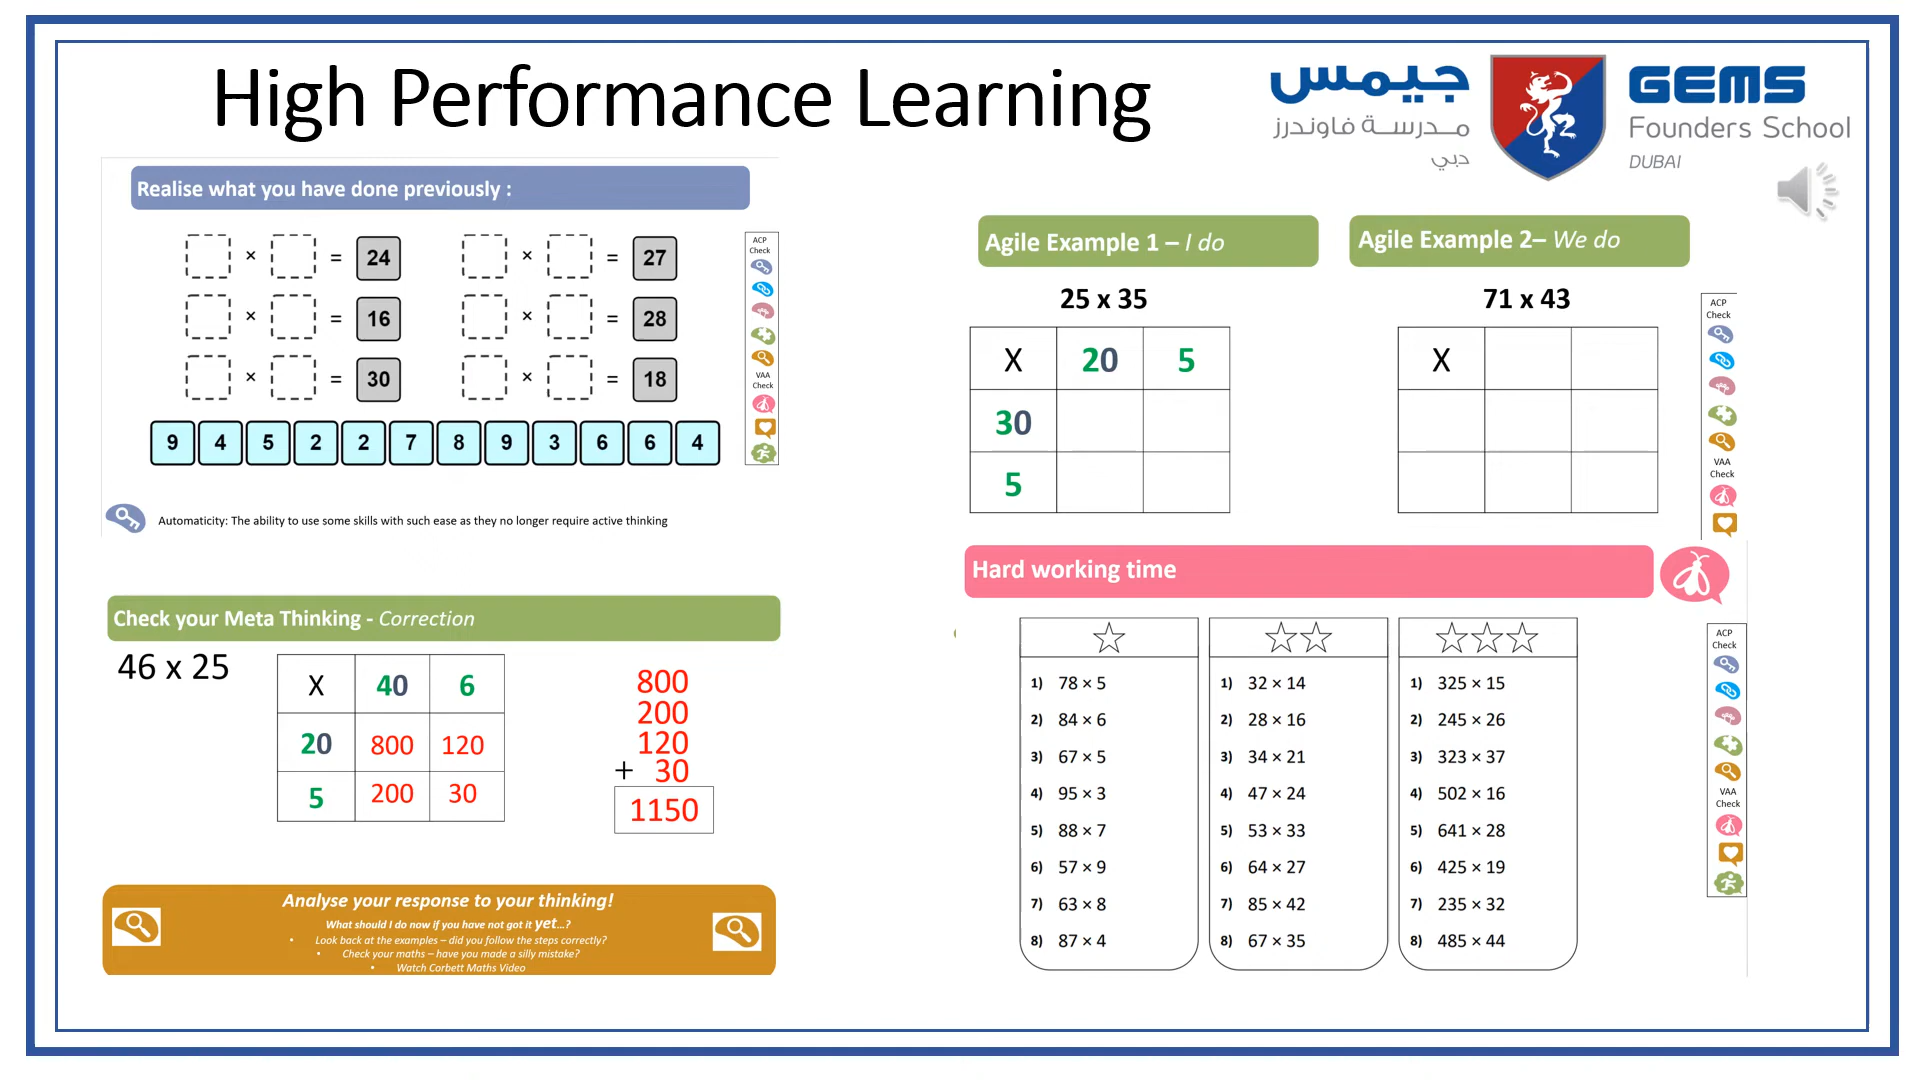 High Performance Learning
جيمس
مدرسة فاوندرز
دبي
GEMS
Founders School
DUBAI
Realise what you have done previously :
× = 24
× = 27
× = 16
× = 28
× = 30
× = 18
9 4 5 2 2 7 8 9 3 6 6 4
ACP
Check
VAA
Check
Automaticity: The ability to use some skills with such ease as they no longer require active thinking
Check your Meta Thinking - Correction
46 x 25
X 40 6
20 800 120
5 200 30
800
200
120
+ 30
1150
Analyse your response to your thinking!
What should I do now if you have not got it yet…?
• Look back at the examples – did you follow the steps correctly?
• Check your maths – have you made a silly mistake?
• Watch Corbett Maths Video
Agile Example 1 – I do
25 x 35
X 20 5
30
5
Agile Example 2– We do
71 x 43
X
ACP
Check
VAA
Check
Hard working time
1) 78 × 5
2) 84 × 6
3) 67 × 5
4) 95 × 3
5) 88 × 7
6) 57 × 9
7) 63 × 8
8) 87 × 4
1) 32 × 14
2) 28 × 16
3) 34 × 21
4) 47 × 24
5) 53 × 33
6) 64 × 27
7) 85 × 42
8) 67 × 35
1) 325 × 15
2) 245 × 26
3) 323 × 37
4) 502 × 16
5) 641 × 28
6) 425 × 19
7) 235 × 32
8) 485 × 44
ACP
Check
VAA
Check